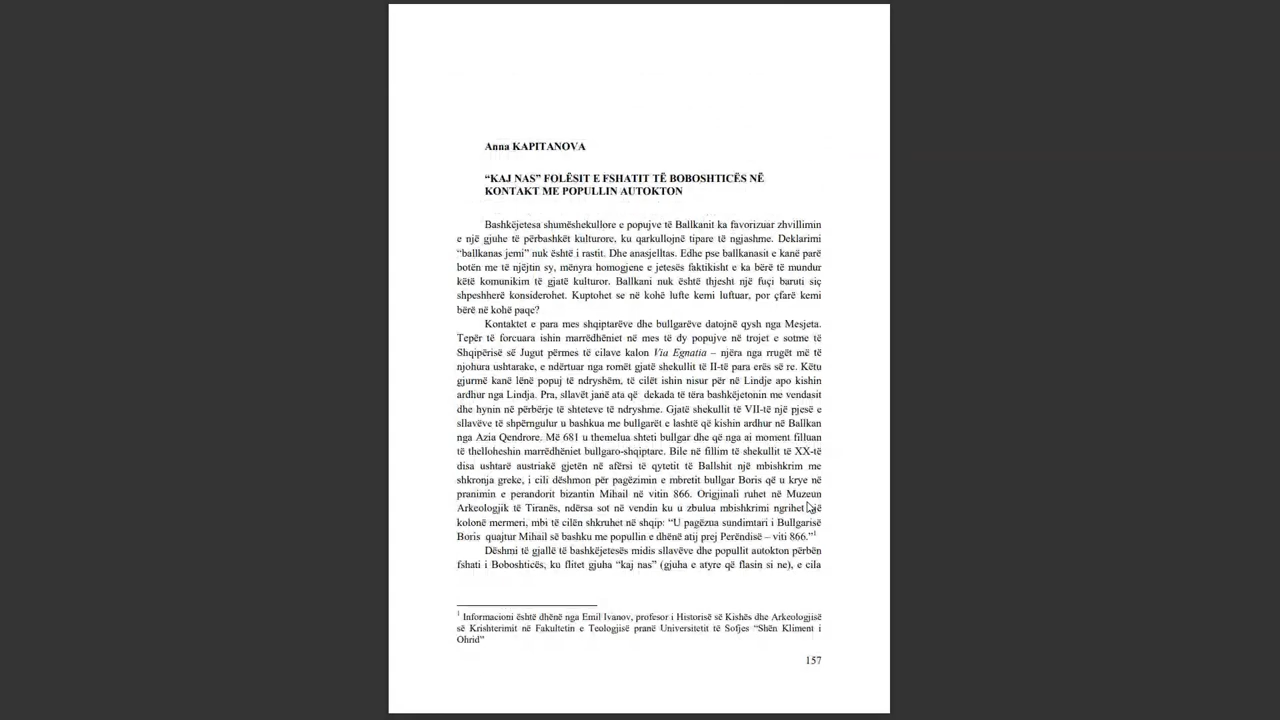 Anna KAPITANOVA
“KAJ NAS” FOLËSIT E FSHATIT TË BOBOSHTICËS NË
KONTAKT ME POPULLIN AUTOKTON
Bashkëjetesa shumëshekullore e popujve të Ballkanit ka favorizuar zhvillimin
e një gjuhe të përbashkët kulturore, ku qarkullojnë tipare të ngjashme. Deklarimi
“ballkanas jemi” nuk është i rastit. Dhe anasjelltas. Edhe pse ballkanasit e kanë parë
botën me të njëjtin sy, mënyra homogjene e jetesës faktikisht e ka bërë të mundur
këtë komunikim të gjatë kulturor. Ballkani nuk është thjesht një fuçi baruti siç
shpeshherë konsiderohet. Kuptohet se në kohë lufte kemi luftuar, por çfarë kemi
bërë në kohë paqe?
Kontaktet e para mes shqiptarëve dhe bullgarëve datojnë qysh nga Mesjeta.
Tepër të forcuara ishin marrëdhëniet në mes të dy popujve në trojet e sotme të
Shqipërisë së Jugut përmes të cilave kalon Via Egnatia – njëra nga rrugët më të
njohura ushtarake, e ndërtuar nga romët gjatë shekullit të II-të para erës së re. Këtu
gjurmë kanë lënë popuj të ndryshëm, të cilët ishin nisur për në Lindje apo kishin
ardhur nga Lindja. Pra, sllavët janë ata që dekada të tëra bashkëjetonin me vendasit
dhe hynin në përbërje të shteteve të ndryshme. Gjatë shekullit të VII-të një pjesë e
sllavëve të shpërngulur u bashkua me bullgarët e lashtë që kishin ardhur në Ballkan
nga Azia Qendrore. Më 681 u themelua shteti bullgar dhe që nga ai moment filluan
të thelloheshin marrëdhëniet bullgaro-shqiptare. Bile në fillim të shekullit të XX-të
disa ushtarë austriakë gjetën në afërsi të qytetit të Ballshit një mbishkrim me
shkronja greke, i cili dëshmon për pagëzimin e mbretit bullgar Boris që u krye në
pranimin e perandorit bizantin Mihail në vitin 866. Origjinali ruhet në Muzeun
Arkeologjik të Tiranës, ndërsa sot në vendin ku u zbulua mbishkrimi ngrihet një
kolonë mermeri, mbi të cilën shkruhet në shqip: “U pagëzua sundimtari i Bullgarisë
Boris quajtur Mihail së bashku me popullin e dhënë atij prej Perëndisë – viti 866.”1
Dëshmi të gjallë të bashkëjetesës midis sllavëve dhe popullit autokton përbën
fshati i Boboshticës, ku flitet gjuha “kaj nas” (gjuha e atyre që flasin si ne), e cila
1 Informacioni është dhënë nga Emil Ivanov, profesor i Historisë së Kishës dhe Arkeologjisë
së Krishterimit në Fakultetin e Teologjisë pranë Universitetit të Sofjes “Shën Kliment i
Ohrid”
157